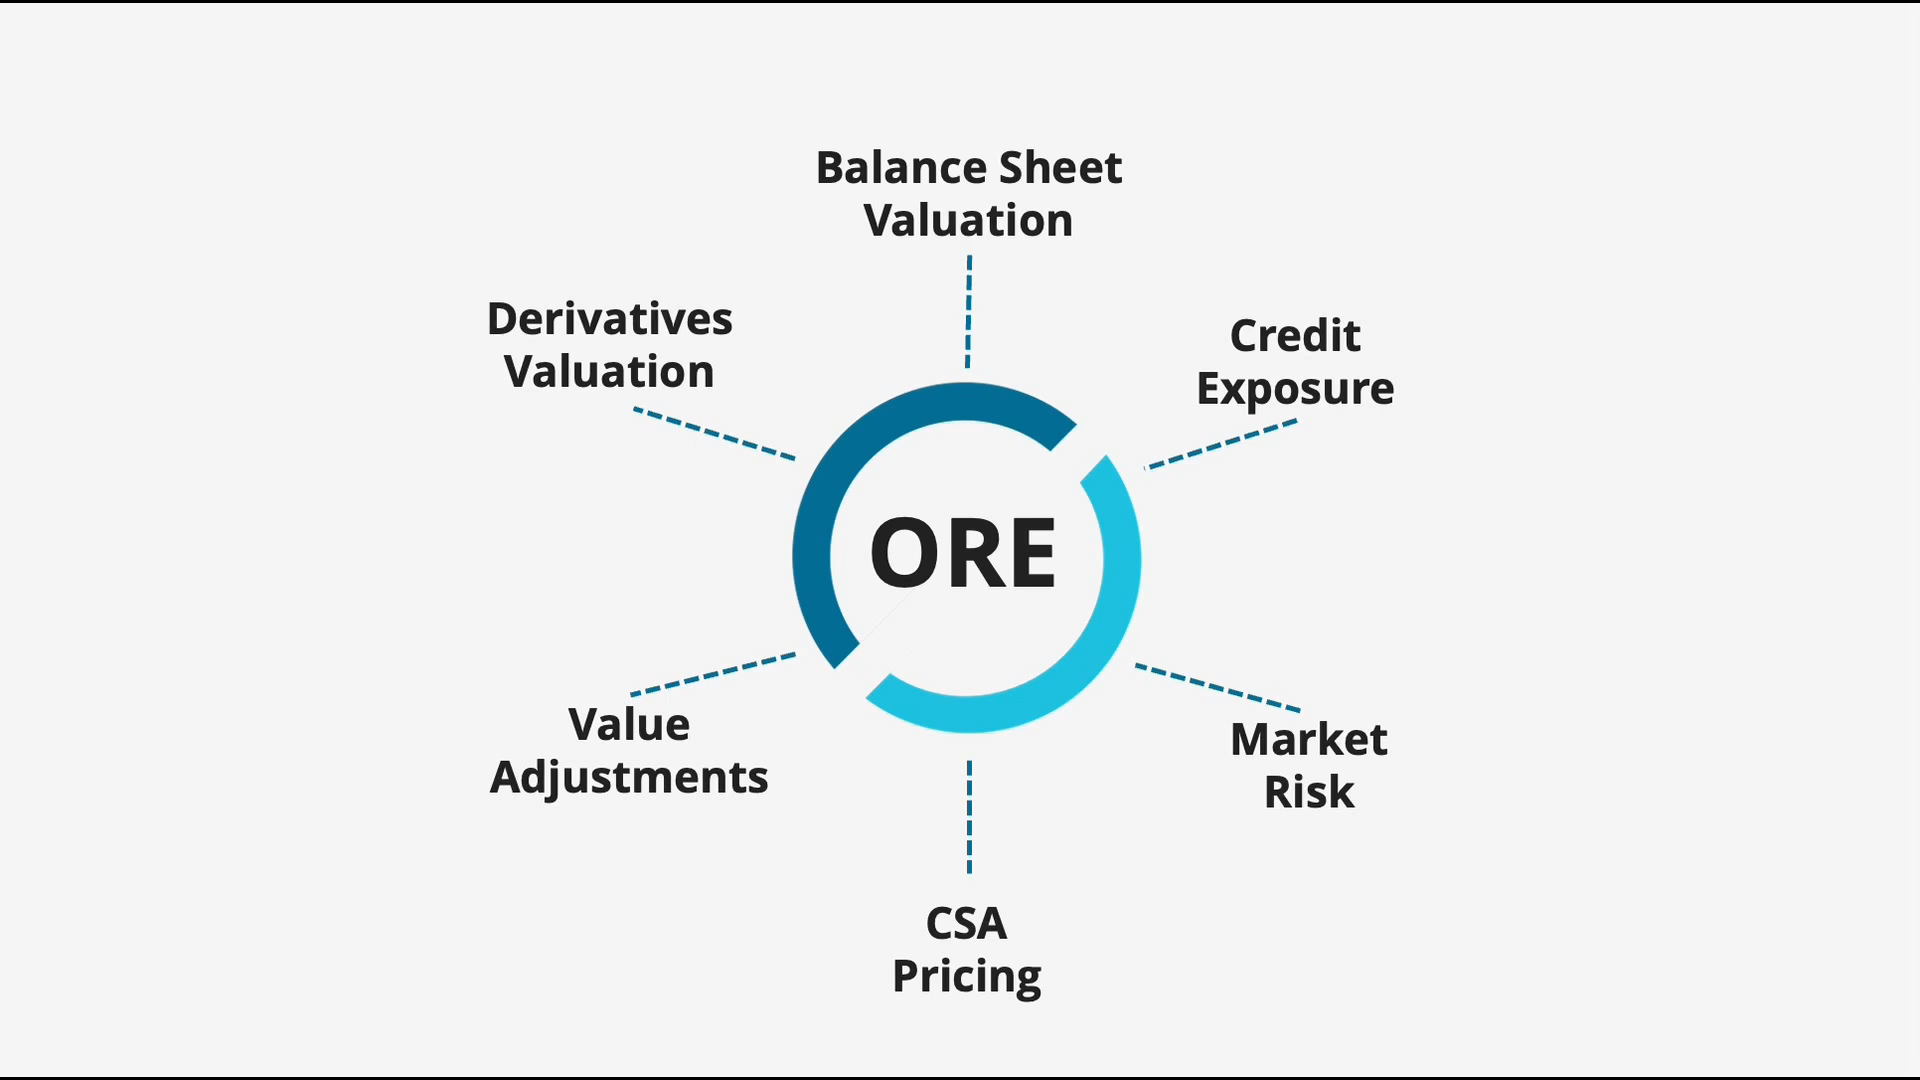 Balance Sheet
Valuation
Derivatives
Valuation
Credit
Exposure
ORE
Value
Adjustments
Market
Risk
CSA
Pricing